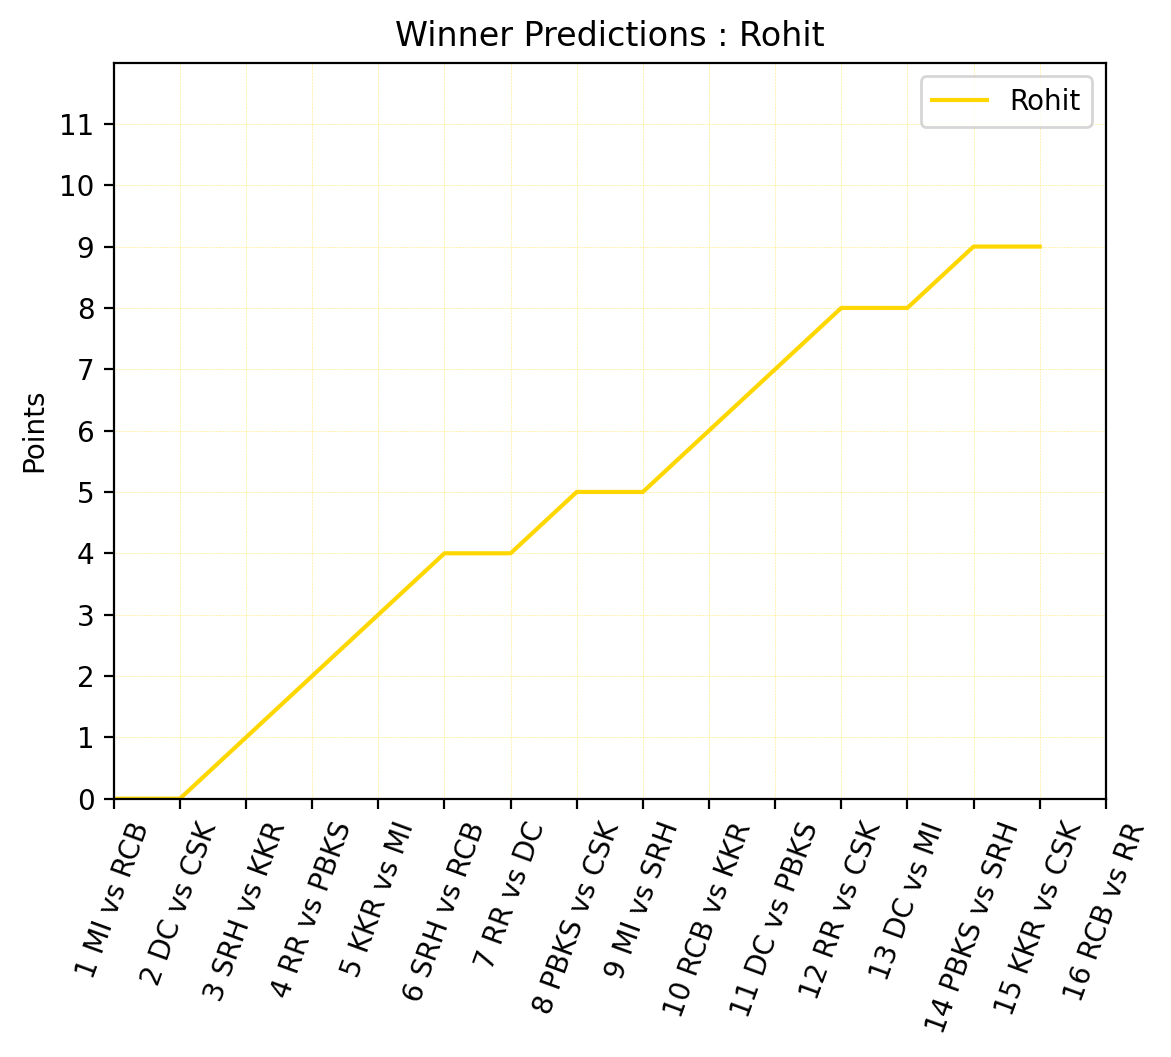 Winner Predictions : Rohit
Rohit
11
10
9
8
7
6
5
4
3
2
1
0
Points
1 MI vs RCB
2 DC vs CSK
3 SRH vs KKR
4 RR vs PBKS
5 KKR vs MI
6 SRH vs RCB
7 RR vs DC
8 PBKS vs CSK
9 MI vs SRH
10 RCB vs KKR
11 DC vs PBKS
12 RR vs CSK
13 DC vs MI
14 PBKS vs SRH
15 KKR vs CSK
16 RCB vs RR